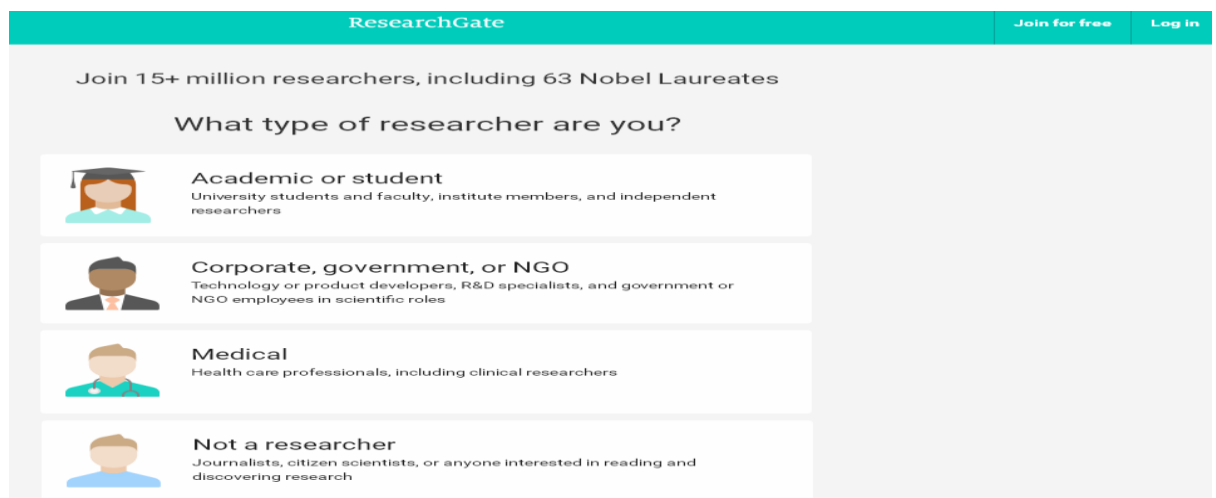 ResearchGate
Join for free
Log in
Join 15+ million researchers, including 63 Nobel Laureates
What type of researcher are you?
Academic or student
University students and faculty, institute members, and independent
researchers
Corporate, government, or NGO
Technology or product developers, R&D specialists, and government or
NGO employees in scientific roles
Medical
Health care professionals, including clinical researchers
Not a researcher
Journalists, citizen scientists, or anyone interested in reading and
discovering research